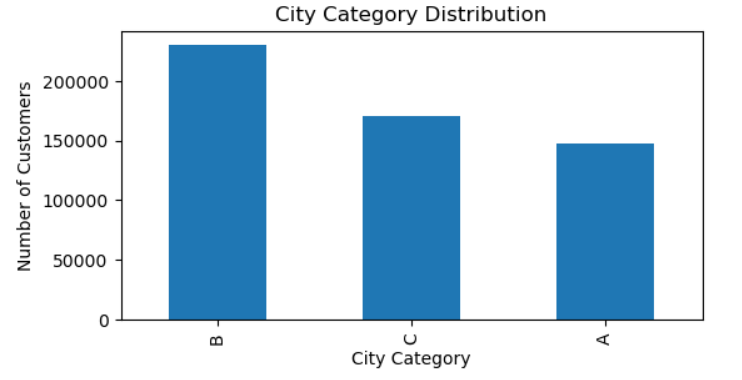 City Category Distribution
Number of Customers
200000
150000
100000
50000
0
B
C
A
City Category